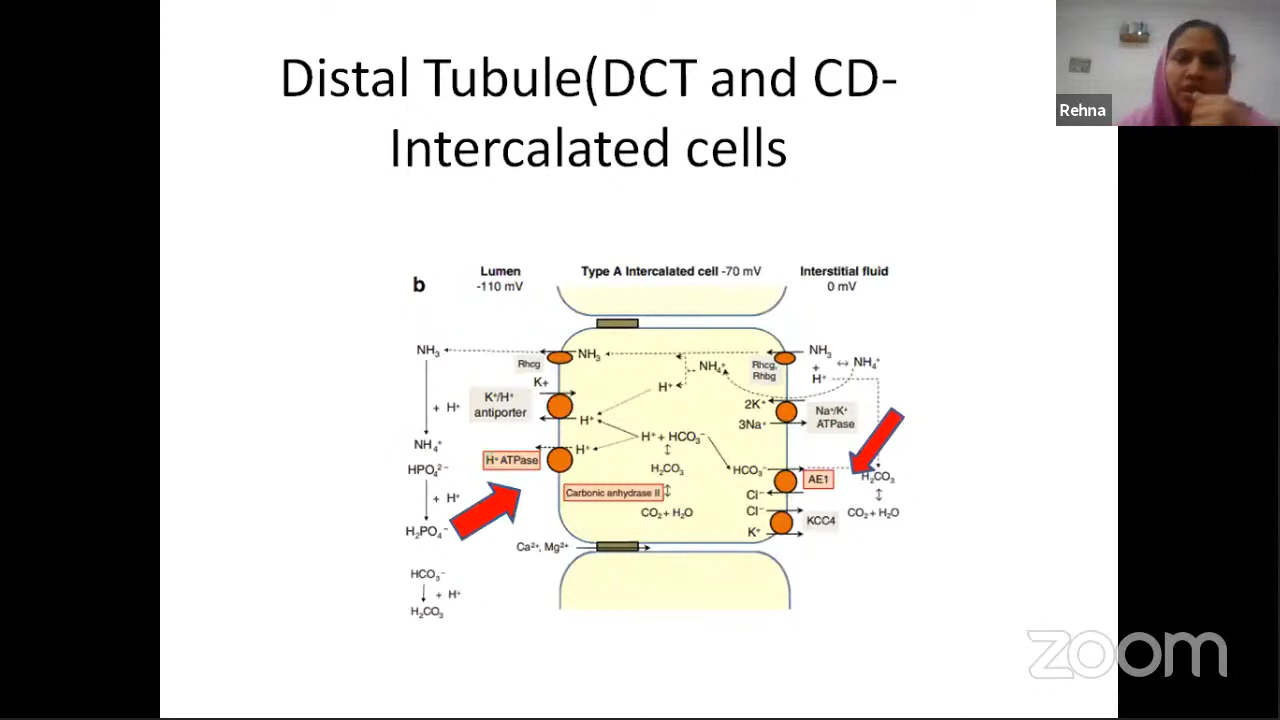 Distal Tubule(DCT and CD-
Intercalated cells
Rehna
b
Lumen
-110 mV
Type A Intercalated cell -70 mV
Interstitial fluid
0 mV
NH₃
Rhcg
NH₃
NH₄⁺
Rhcg,
Rhbg
NH₃
+
H⁺
↔ NH₄⁺
K+
H⁺
+ H⁺
K⁺/H⁺
antiporter
H⁺
2K⁺
3Na⁺
Na⁺/K⁺
ATPase
NH₄⁺
H⁺ ATPase
H⁺
H⁺ + HCO₃⁻
HPO₄²⁻
H₂CO₃
HCO₃⁻
AE1
H₂CO₃
+ H⁺
Carbonic anhydrase II
Cl⁻
CO₂ + H₂O
Cl⁻
KCC4
CO₂ + H₂O
H₂PO₄⁻
K⁺
Ca²⁺, Mg²⁺
HCO₃⁻
+ H⁺
H₂CO₃
zoom